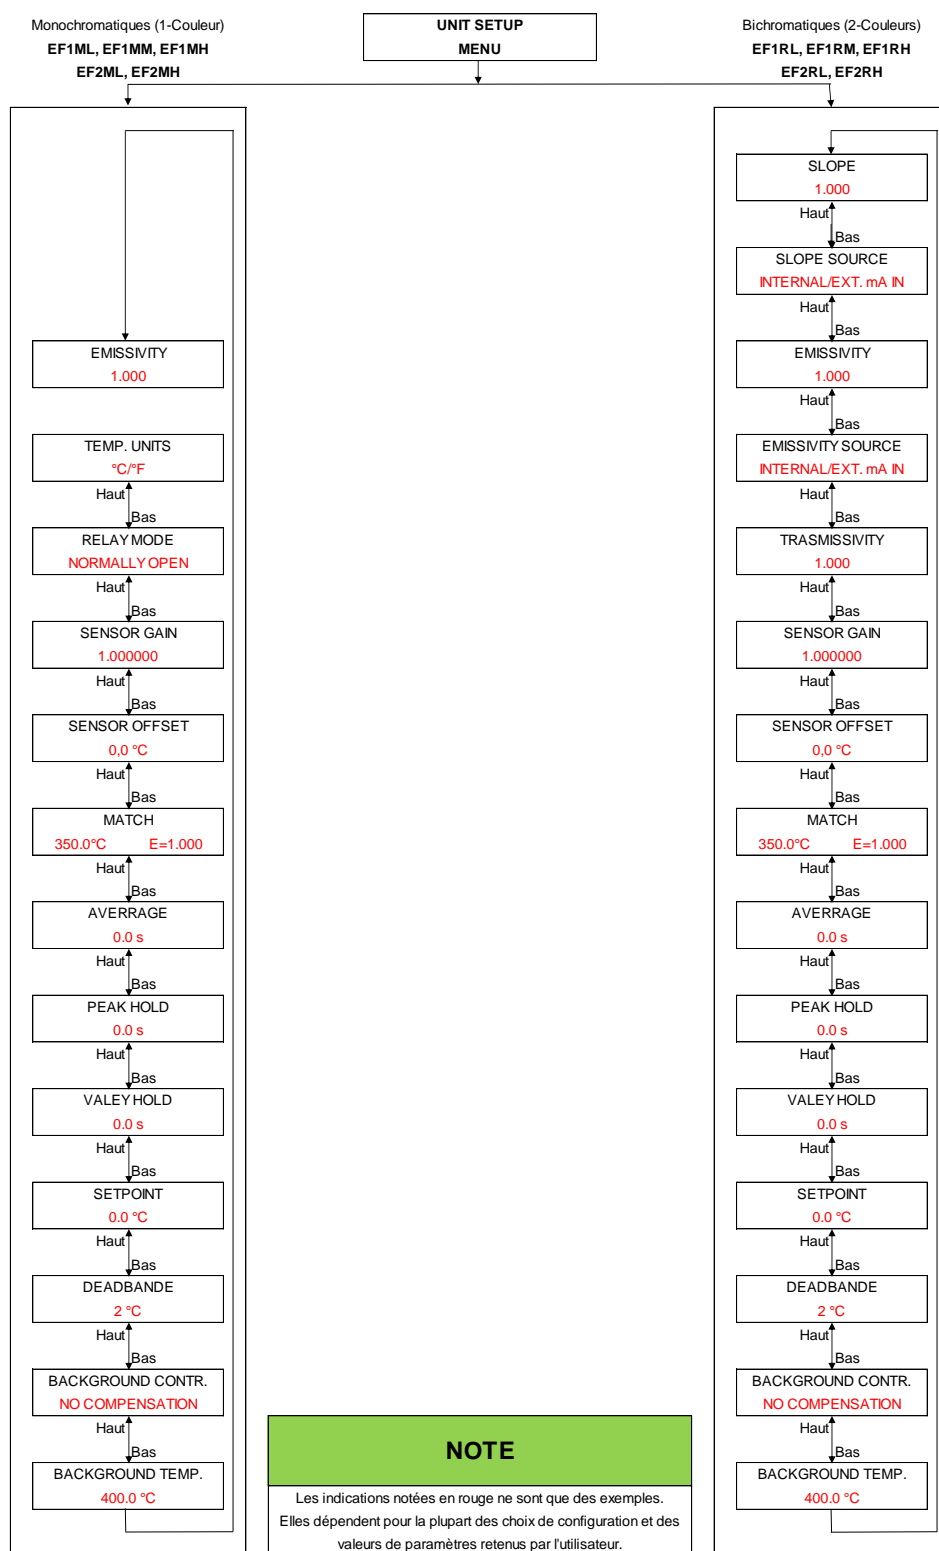 Monochromatiques (1-Couleur)
EF1ML, EF1MM, EF1MH
EF2ML, EF2MH
UNIT SETUP
MENU
Bichromatiques (2-Couleurs)
EF1RL, EF1RM, EF1RH
EF2RL, EF2RH
EMISSIVITY
1.000
TEMP. UNITS
°C/°F
Haut
Bas
RELAY MODE
NORMALLY OPEN
Haut
Bas
SENSOR GAIN
1.000000
Haut
Bas
SENSOR OFFSET
0,0 °C
Haut
Bas
MATCH
350.0°C E=1.000
Haut
Bas
AVERRAGE
0.0 s
Haut
Bas
PEAK HOLD
0.0 s
Haut
Bas
VALEY HOLD
0.0 s
Haut
Bas
SETPOINT
0.0 °C
Haut
Bas
DEADBANDE
2 °C
Haut
Bas
BACKGROUND CONTR.
NO COMPENSATION
Haut
Bas
BACKGROUND TEMP.
400.0 °C
SLOPE
1.000
Haut
Bas
SLOPE SOURCE
INTERNAL/EXT. mA IN
Haut
Bas
EMISSIVITY
1.000
Haut
Bas
EMISSIVITY SOURCE
INTERNAL/EXT. mA IN
Haut
Bas
TRASMISSIVITY
1.000
Haut
Bas
SENSOR GAIN
1.000000
Haut
Bas
SENSOR OFFSET
0,0 °C
Haut
Bas
MATCH
350.0°C E=1.000
Haut
Bas
AVERRAGE
0.0 s
Haut
Bas
PEAK HOLD
0.0 s
Haut
Bas
VALEY HOLD
0.0 s
Haut
Bas
SETPOINT
0.0 °C
Haut
Bas
DEADBANDE
2 °C
Haut
Bas
BACKGROUND CONTR.
NO COMPENSATION
Haut
Bas
BACKGROUND TEMP.
400.0 °C
NOTE
Les indications notées en rouge ne sont que des exemples.
Elles dépendent pour la plupart des choix de configuration et des
valeurs de paramètres retenus par l'utilisateur.